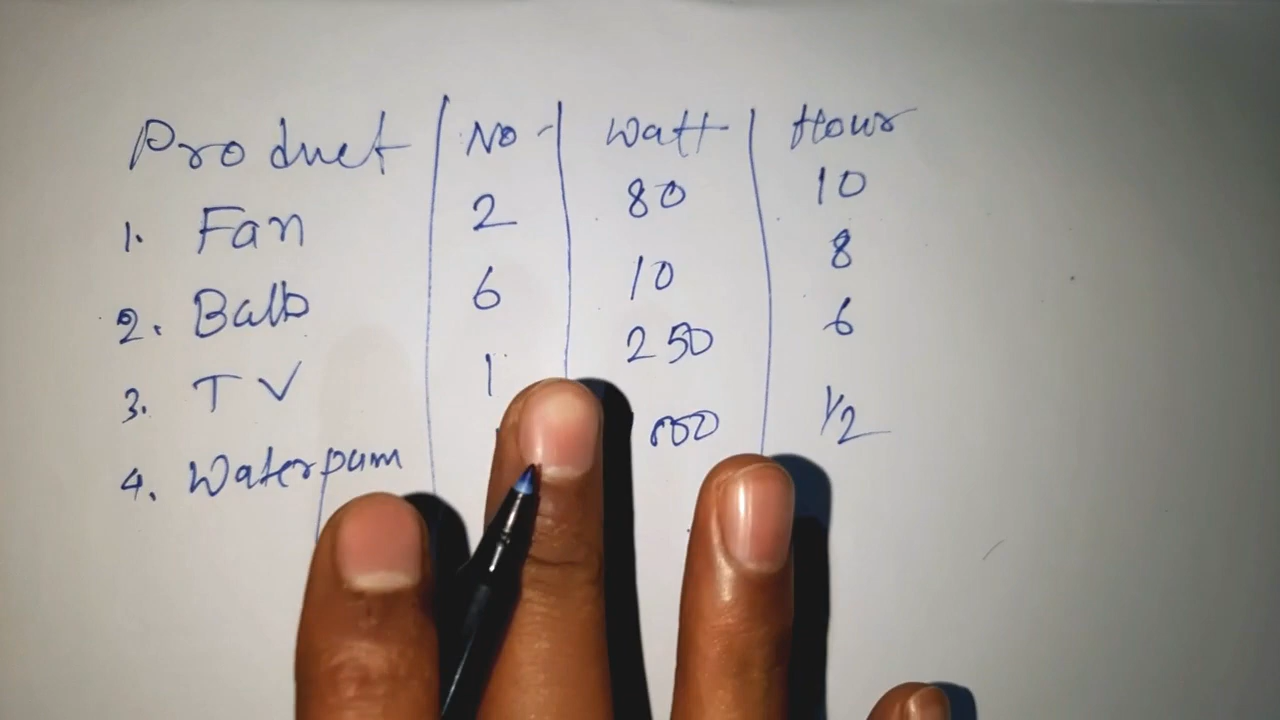 Product No Watt Hour
1. Fan 2 80 10
2. Balb 6 10 8
3. TV 1 250 6
4. Waterpum 1/2